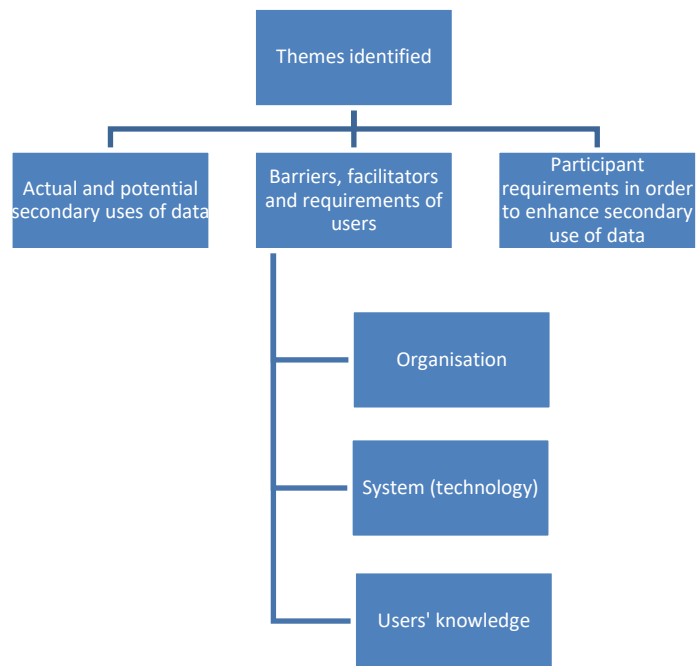 Themes identified
Actual and potential
secondary uses of data
Barriers, facilitators
and requirements of
users
Participant
requirements in order
to enhance secondary
use of data
Organisation
System (technology)
Users' knowledge